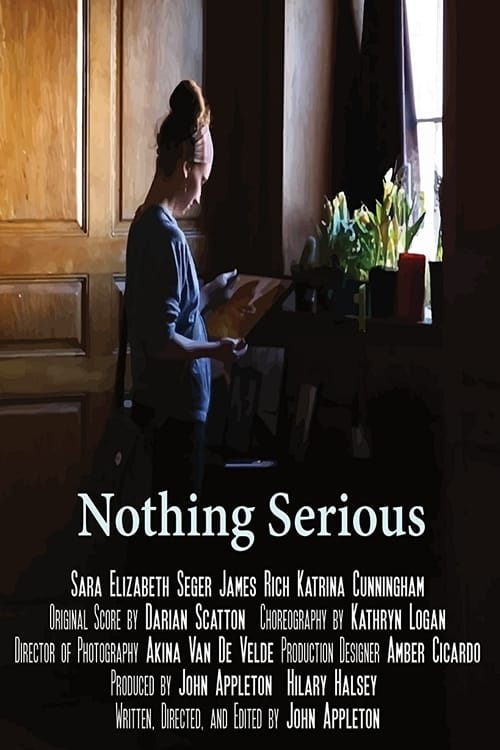 Nothing Serious
Sara Elizabeth Seger James Rich Katrina Cunningham
Original Score by Darian Scatton Choreography by Kathryn Logan
Director of Photography Akina Van De Velde Production Designer Amber Cicardo
Produced by John Appleton Hilary Halsey
Written, Directed, and Edited by John Appleton